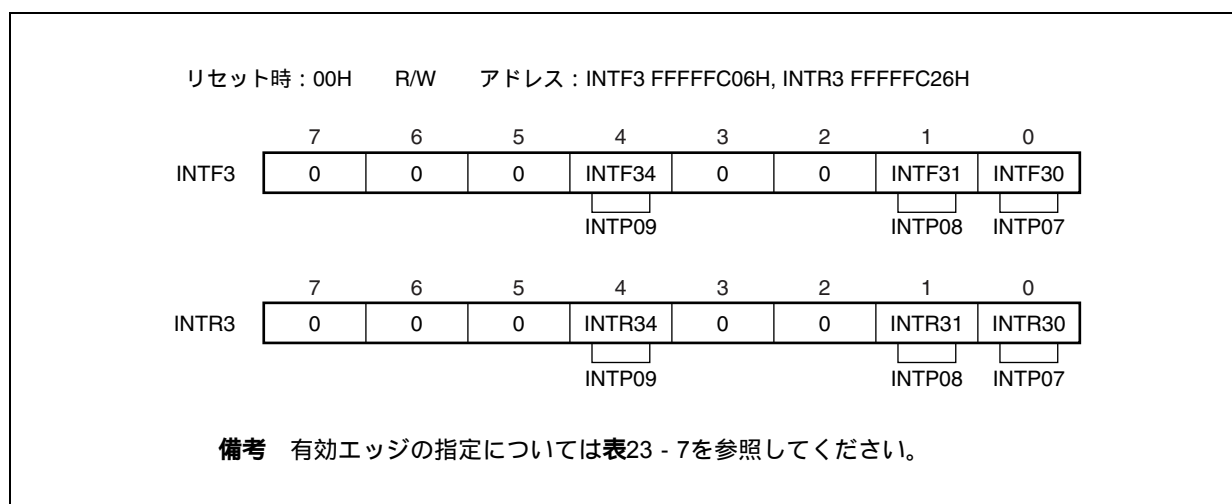 リセット時：00H R/W アドレス：INTF3 FFFFFC06H, INTR3 FFFFFC26H
7 6 5 4 3 2 1 0
INTF3 0 0 0 INTF34 0 0 INTF31 INTF30
INTP09 INTP08 INTP07
7 6 5 4 3 2 1 0
INTR3 0 0 0 INTR34 0 0 INTR31 INTR30
INTP09 INTP08 INTP07
備考 有効エッジの指定については表23 - 7を参照してください。